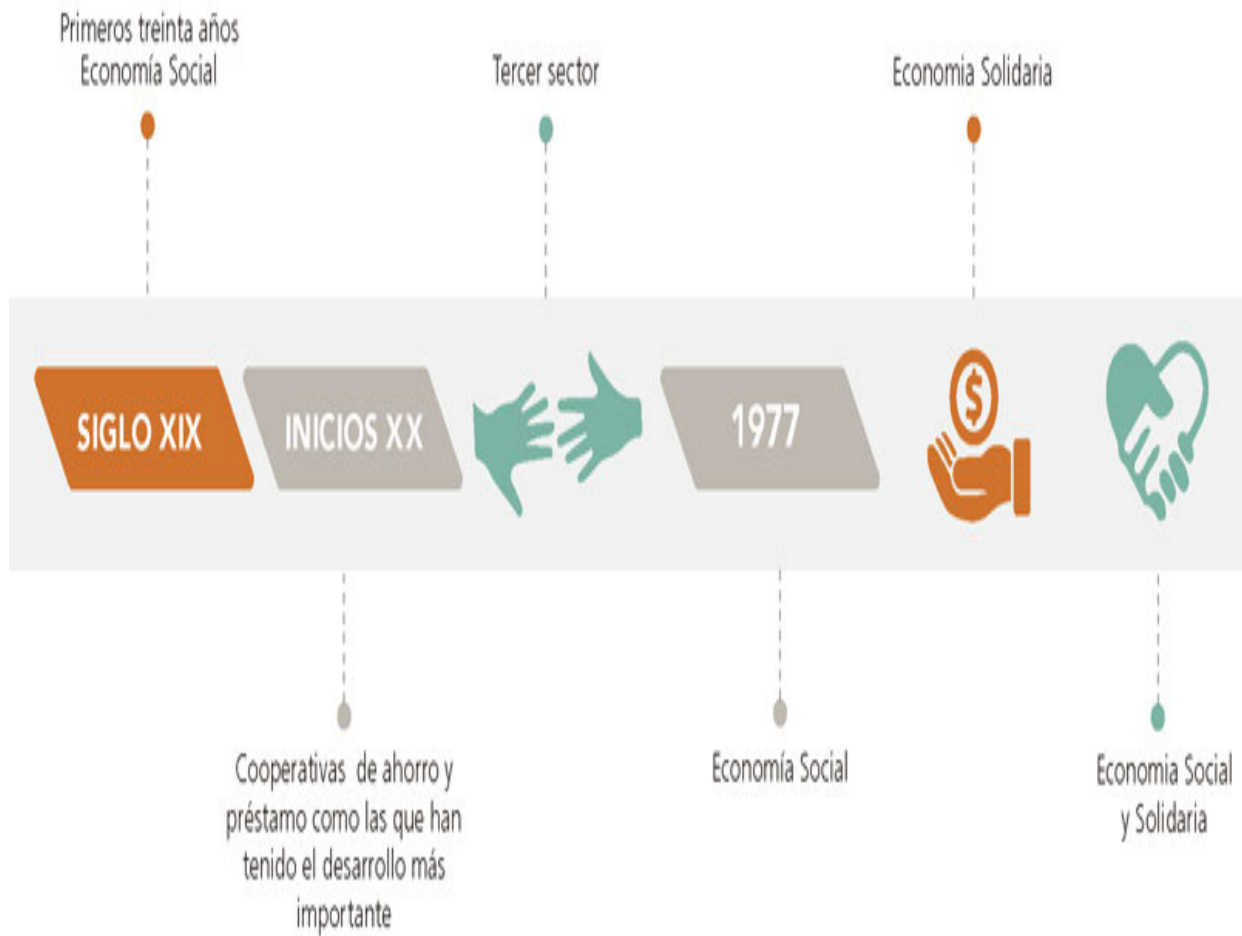 Primeros treinta años
Economía Social
Tercer sector
Economia Solidaria
SIGLO XIX
INICIOS XX
1977
$
Cooperativas de ahorro y
préstamo como las que han
tenido el desarrollo más
importante
Economía Social
Economia Social
y Solidaria